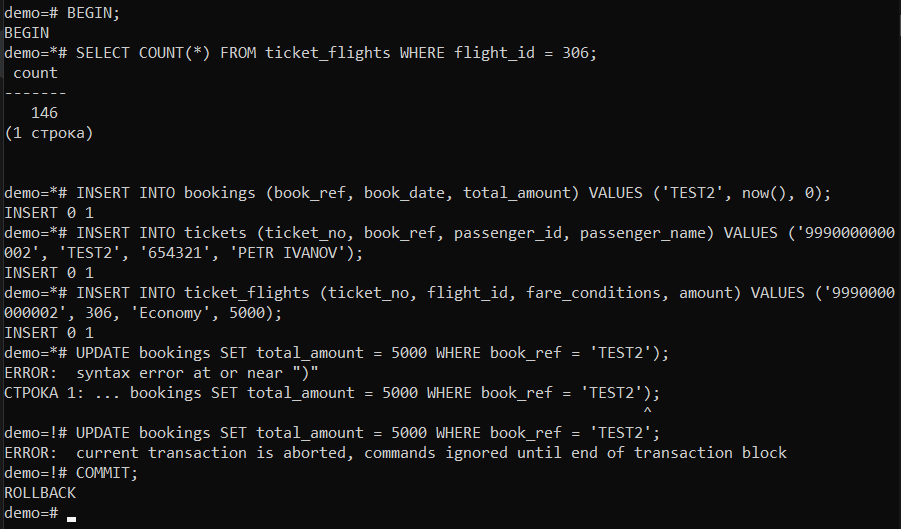 demo=# BEGIN;
BEGIN
demo=*# SELECT COUNT(*) FROM ticket_flights WHERE flight_id = 306;
 count
-------
   146
(1 строка)
demo=*# INSERT INTO bookings (book_ref, book_date, total_amount) VALUES ('TEST2', now(), 0);
INSERT 0 1
demo=*# INSERT INTO tickets (ticket_no, book_ref, passenger_id, passenger_name) VALUES ('9990000000
002', 'TEST2', '654321', 'PETR IVANOV');
INSERT 0 1
demo=*# INSERT INTO ticket_flights (ticket_no, flight_id, fare_conditions, amount) VALUES ('9990000
000002', 306, 'Economy', 5000);
INSERT 0 1
demo=*# UPDATE bookings SET total_amount = 5000 WHERE book_ref = 'TEST2');
ERROR:  syntax error at or near ")"
СТРОКА 1: ... bookings SET total_amount = 5000 WHERE book_ref = 'TEST2');
                                                                       ^
demo=!# UPDATE bookings SET total_amount = 5000 WHERE book_ref = 'TEST2';
ERROR:  current transaction is aborted, commands ignored until end of transaction block
demo=!# COMMIT;
ROLLBACK
demo=#